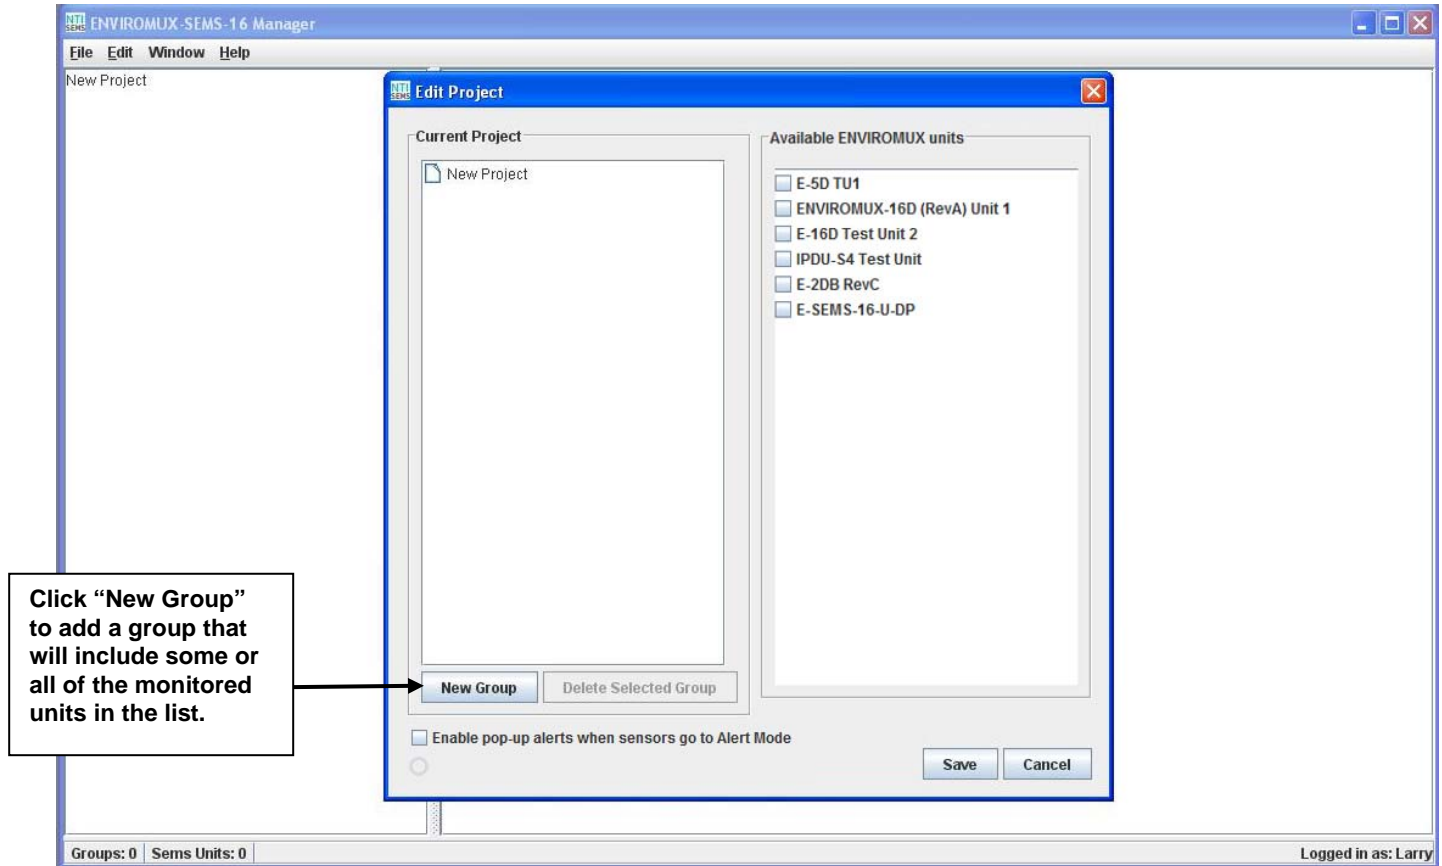 NTI
SEMS
ENVIROMUX-SEMS-16 Manager
File Edit Window Help
New Project
NTI
SEMS
Edit Project
Current Project
New Project
Available ENVIROMUX units
E-5D TU1
ENVIROMUX-16D (RevA) Unit 1
E-16D Test Unit 2
IPDU-S4 Test Unit
E-2DB RevC
E-SEMS-16-U-DP
New Group Delete Selected Group
Enable pop-up alerts when sensors go to Alert Mode
Save Cancel
Click “New Group”
to add a group that
will include some or
all of the monitored
units in the list.
Groups: 0 Sems Units: 0 Logged in as: Larry